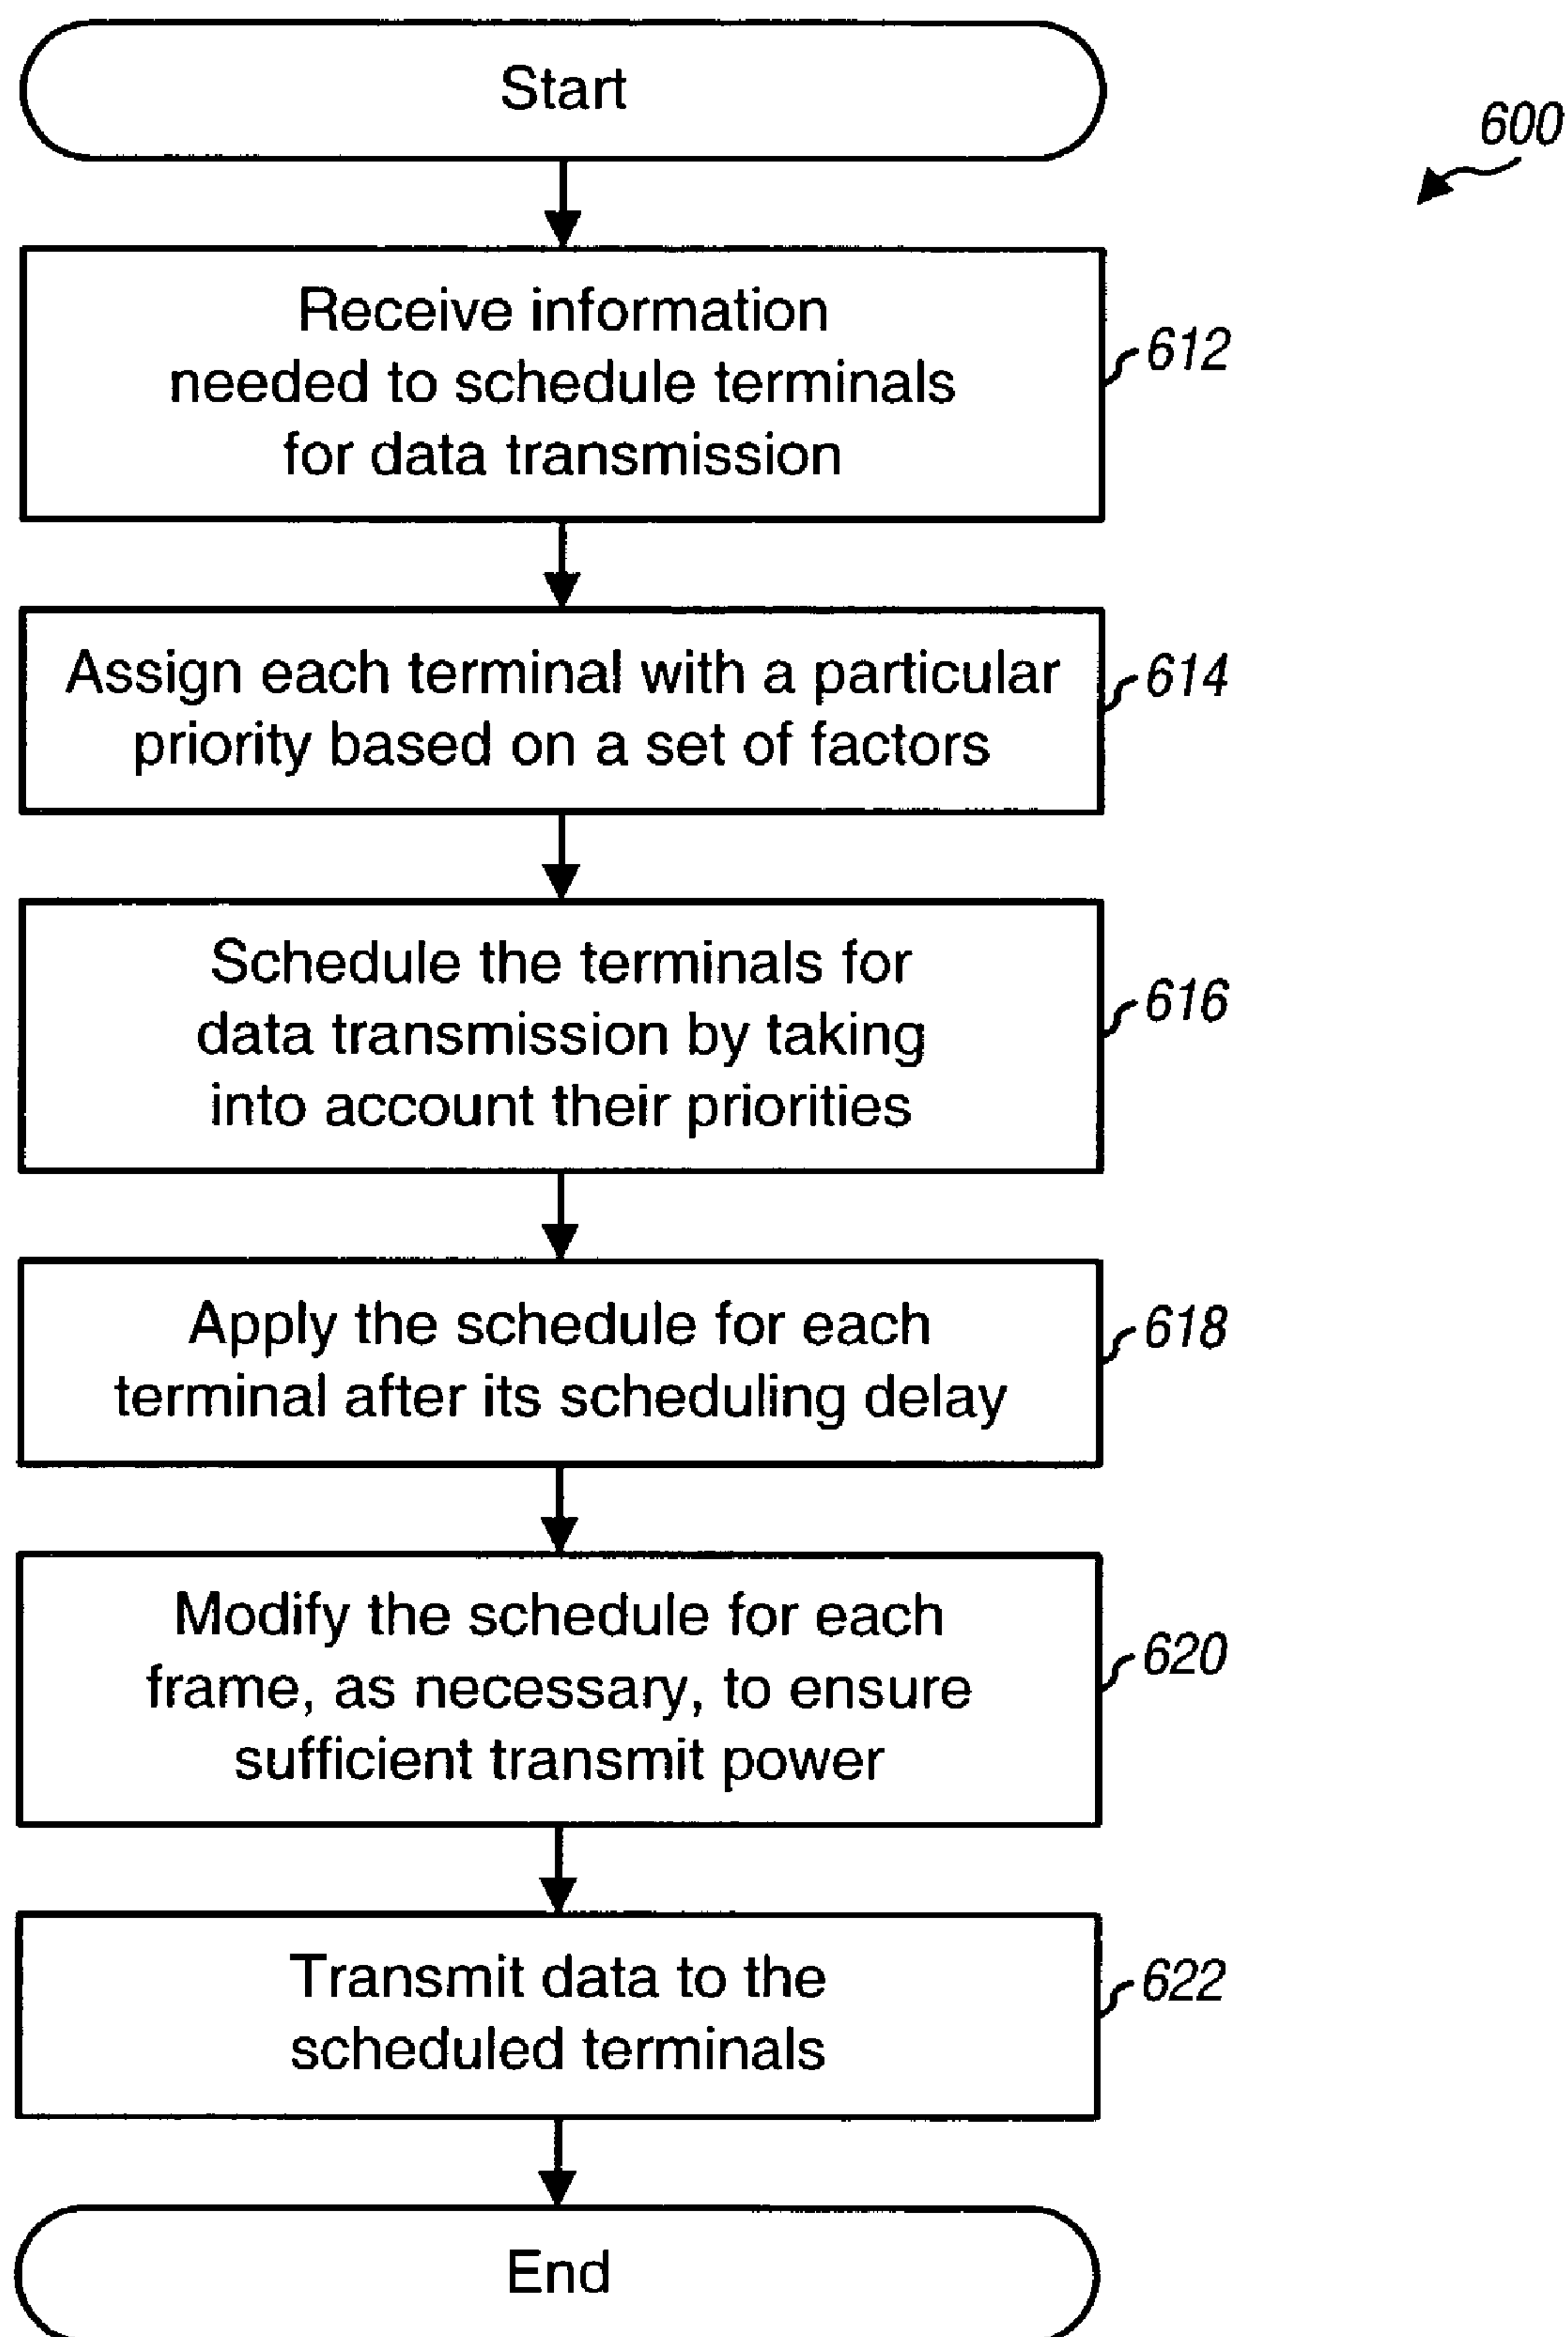 Start
600
Receive information
needed to schedule terminals
for data transmission
612
Assign each terminal with a particular
priority based on a set of factors
614
Schedule the terminals for
data transmission by taking
into account their priorities
616
Apply the schedule for each
terminal after its scheduling delay
618
Modify the schedule for each
frame, as necessary, to ensure
sufficient transmit power
620
Transmit data to the
scheduled terminals
622
End